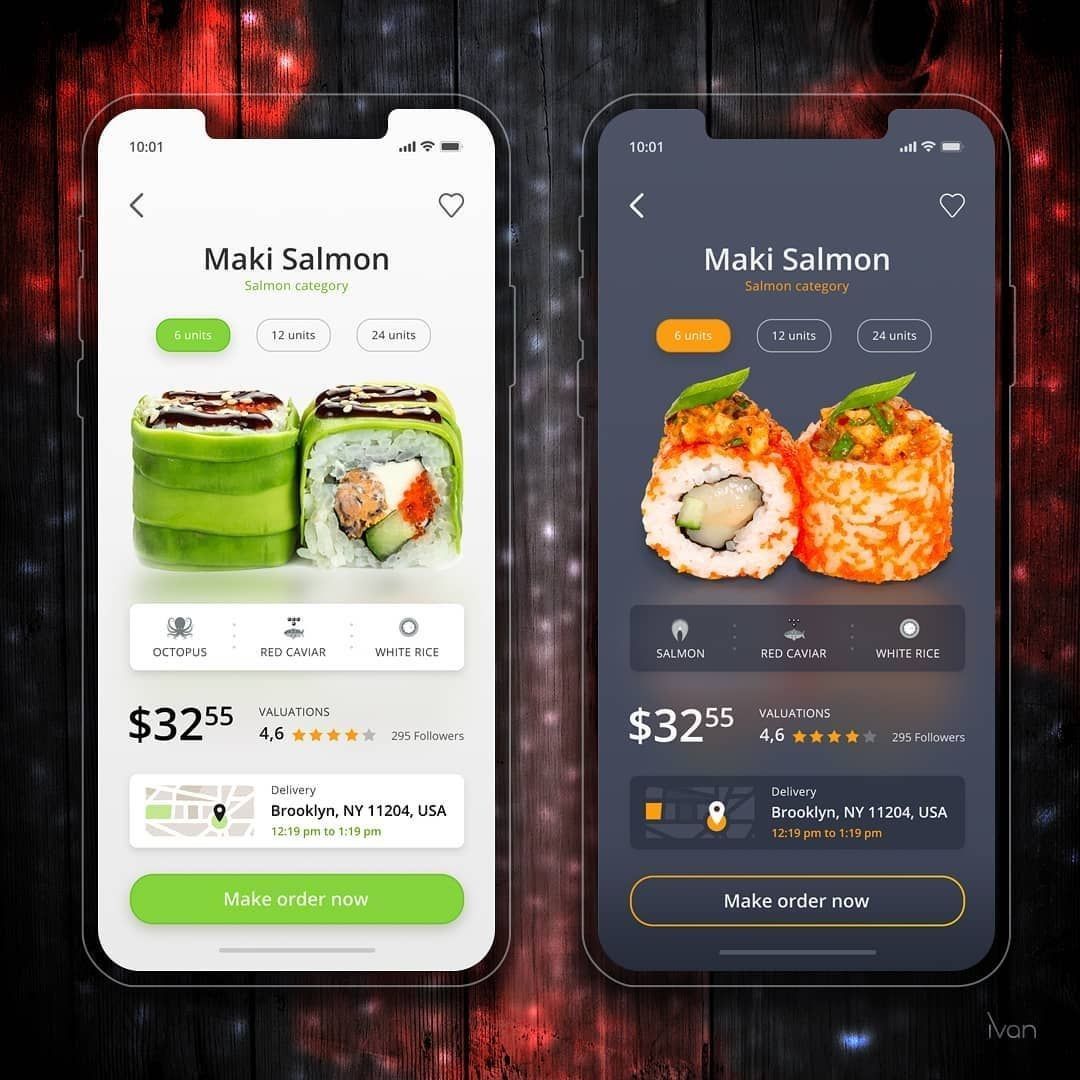 10:01
Maki Salmon
Salmon category
6 units 12 units 24 units
OCTOPUS RED CAVIAR WHITE RICE
$32 55
VALUATIONS
4,6 295 Followers
Delivery
Brooklyn, NY 11204, USA
12:19 pm to 1:19 pm
Make order now
10:01
Maki Salmon
Salmon category
6 units 12 units 24 units
SALMON RED CAVIAR WHITE RICE
$32 55
VALUATIONS
4,6 295 Followers
Delivery
Brooklyn, NY 11204, USA
12:19 pm to 1:19 pm
Make order now
ivan